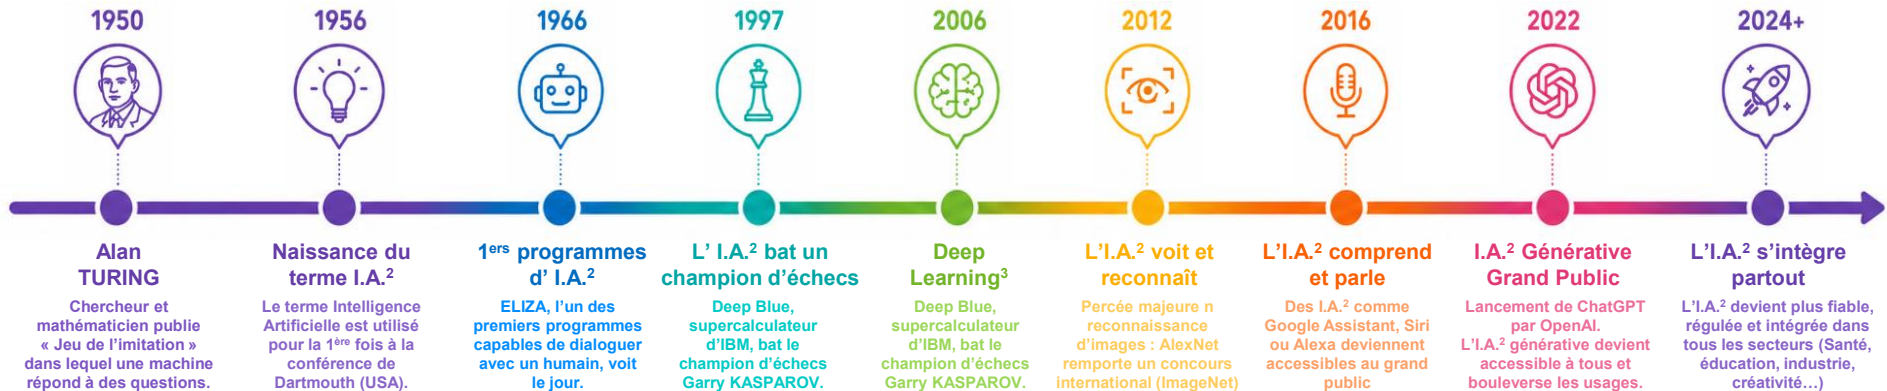 1950
Alan
TURING
Chercheur et
mathématicien publie
« Jeu de l’imitation »
dans lequel une machine
répond à des questions.
1956
Naissance du
terme I.A.²
Le terme Intelligence
Artificielle est utilisé
pour la 1ère fois à la
conférence de
Dartmouth (USA).
1966
1ers programmes
d’ I.A.²
ELIZA, l’un des
premiers programmes
capables de dialoguer
avec un humain, voit
le jour.
1997
L’ I.A.² bat un
champion d’échecs
Deep Blue,
supercalculateur
d’IBM, bat le
champion d’échecs
Garry KASPAROV.
2006
Deep
Learning³
Deep Blue,
supercalculateur
d’IBM, bat le
champion d’échecs
Garry KASPAROV.
2012
L’I.A.² voit et
reconnaît
Percée majeure n
reconnaissance
d’images : AlexNet
remporte un concours
international (ImageNet)
2016
L’I.A.² comprend
et parle
Des I.A.² comme
Google Assistant, Siri
ou Alexa deviennent
accessibles au grand
public
2022
I.A.² Générative
Grand Public
Lancement de ChatGPT
par OpenAI.
L’I.A.² générative devient
accessible à tous et
bouleverse les usages.
2024+
L’I.A.² s’intègre
partout
L’I.A.² devient plus fiable,
régulée et intégrée dans
tous les secteurs (Santé,
éducation, industrie,
créativité…)